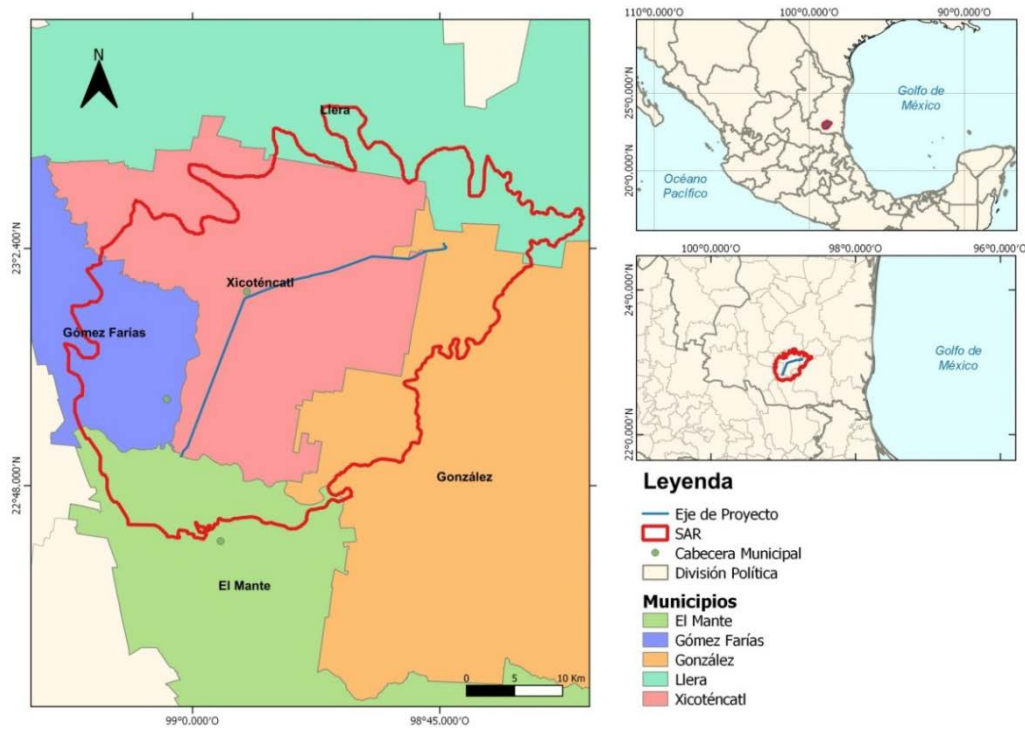 N
Llera
Xicoténcatl
Gómez Farías
González
El Mante
0 5 10 Km
23°2.400'N
22°48.000'N
99°0.000'O
98°45.000'O
110°0.000'O
100°0.000'O
90°0.000'O
25°0.000'N
20°0.000'N
Golfo de
México
Océano
Pacífico
100°0.000'O
98°0.000'O
96°0.000'O
24°0.000'N
22°0.000'N
Golfo de
México
Leyenda
Eje de Proyecto
SAR
Cabecera Municipal
División Política
Municipios
El Mante
Gómez Farías
González
Llera
Xicoténcatl